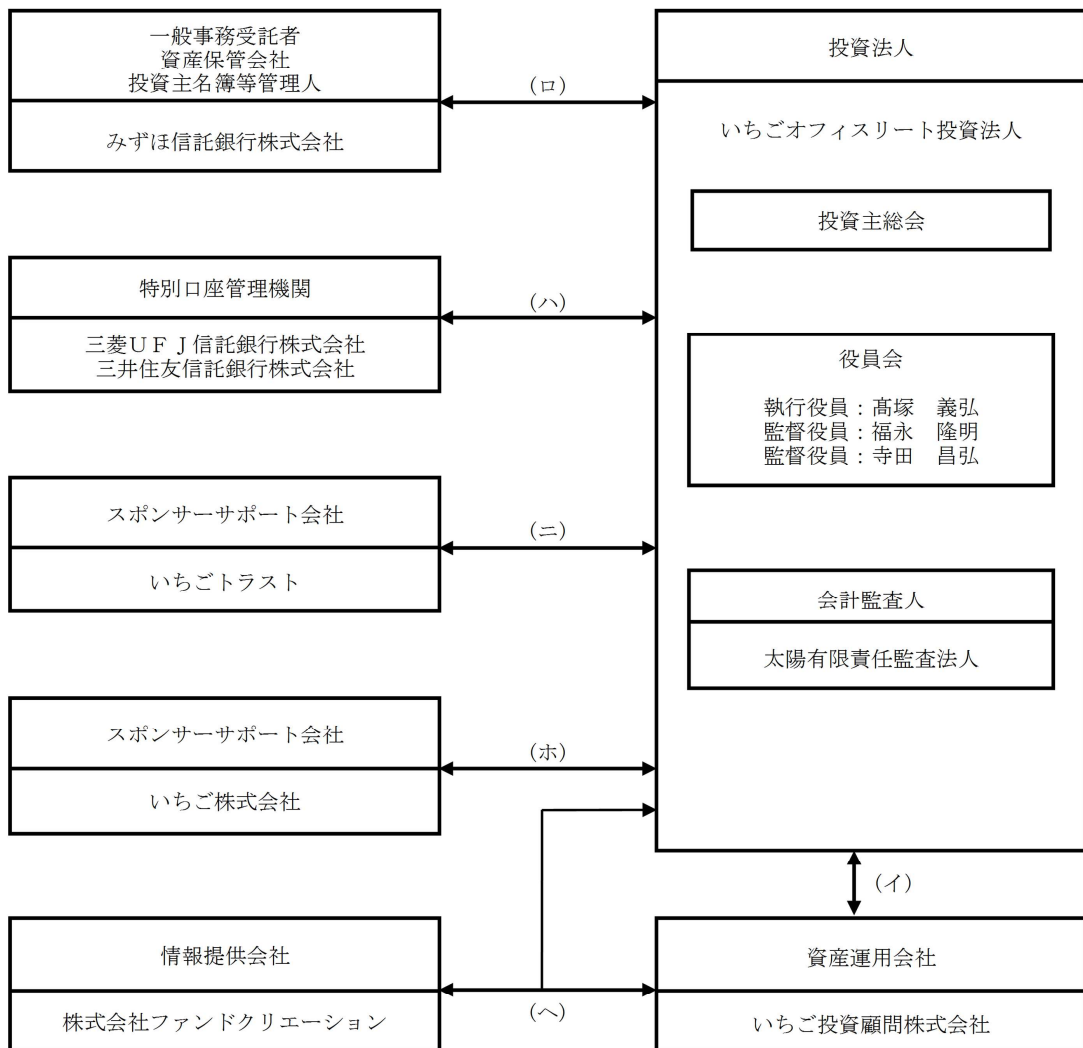 一般事務受託者
資産保管会社
投資主名簿等管理人
みずほ信託銀行株式会社
(ロ)
投資法人
いちごオフィスリート投資法人
投資主総会
特別口座管理機関
三菱ＵＦＪ信託銀行株式会社
三井住友信託銀行株式会社
(ハ)
役員会
執行役員：髙塚　義弘
監督役員：福永　隆明
監督役員：寺田　昌弘
スポンサーサポート会社
いちごトラスト
(ニ)
会計監査人
太陽有限責任監査法人
スポンサーサポート会社
いちご株式会社
(ホ)
(イ)
情報提供会社
株式会社ファンドクリエーション
(ヘ)
資産運用会社
いちご投資顧問株式会社